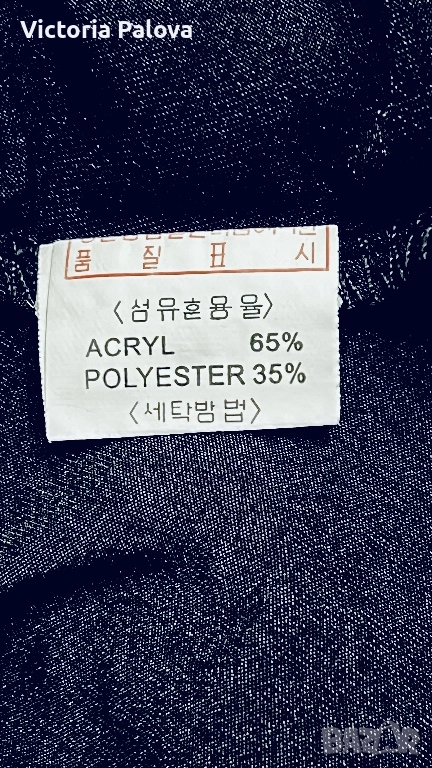 Victoria Palova
품 질 표 시
〈섬유혼용율〉
ACRYL 65%
POLYESTER 35%
〈세탁방법〉
BAZAR